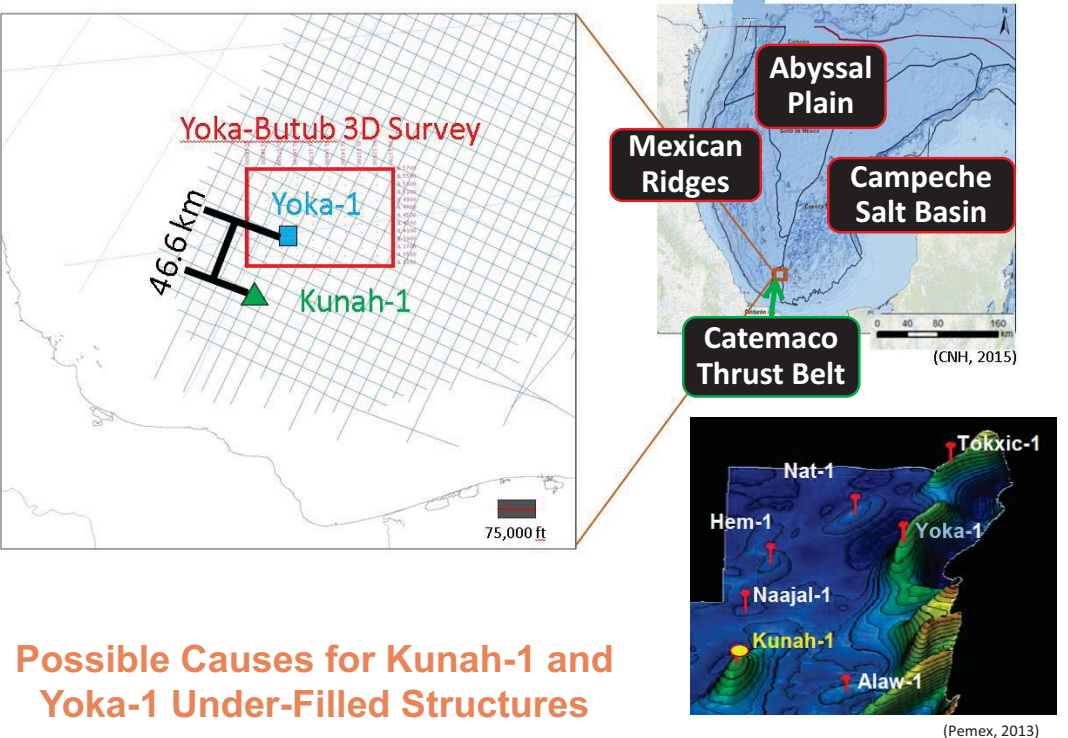 Yoka-Butub 3D Survey
Yoka-1
46.6 km
Kunah-1
75,000 ft
N
Abyssal
Plain
Golfo de México
Mexican
Ridges
Campeche
Salt Basin
0 40 80 160
km
Catemaco
Thrust Belt
(CNH, 2015)
Tokxic-1
Nat-1
Hem-1
Yoka-1
Naajal-1
Kunah-1
Alaw-1
(Pemex, 2013)
Possible Causes for Kunah-1 and
Yoka-1 Under-Filled Structures